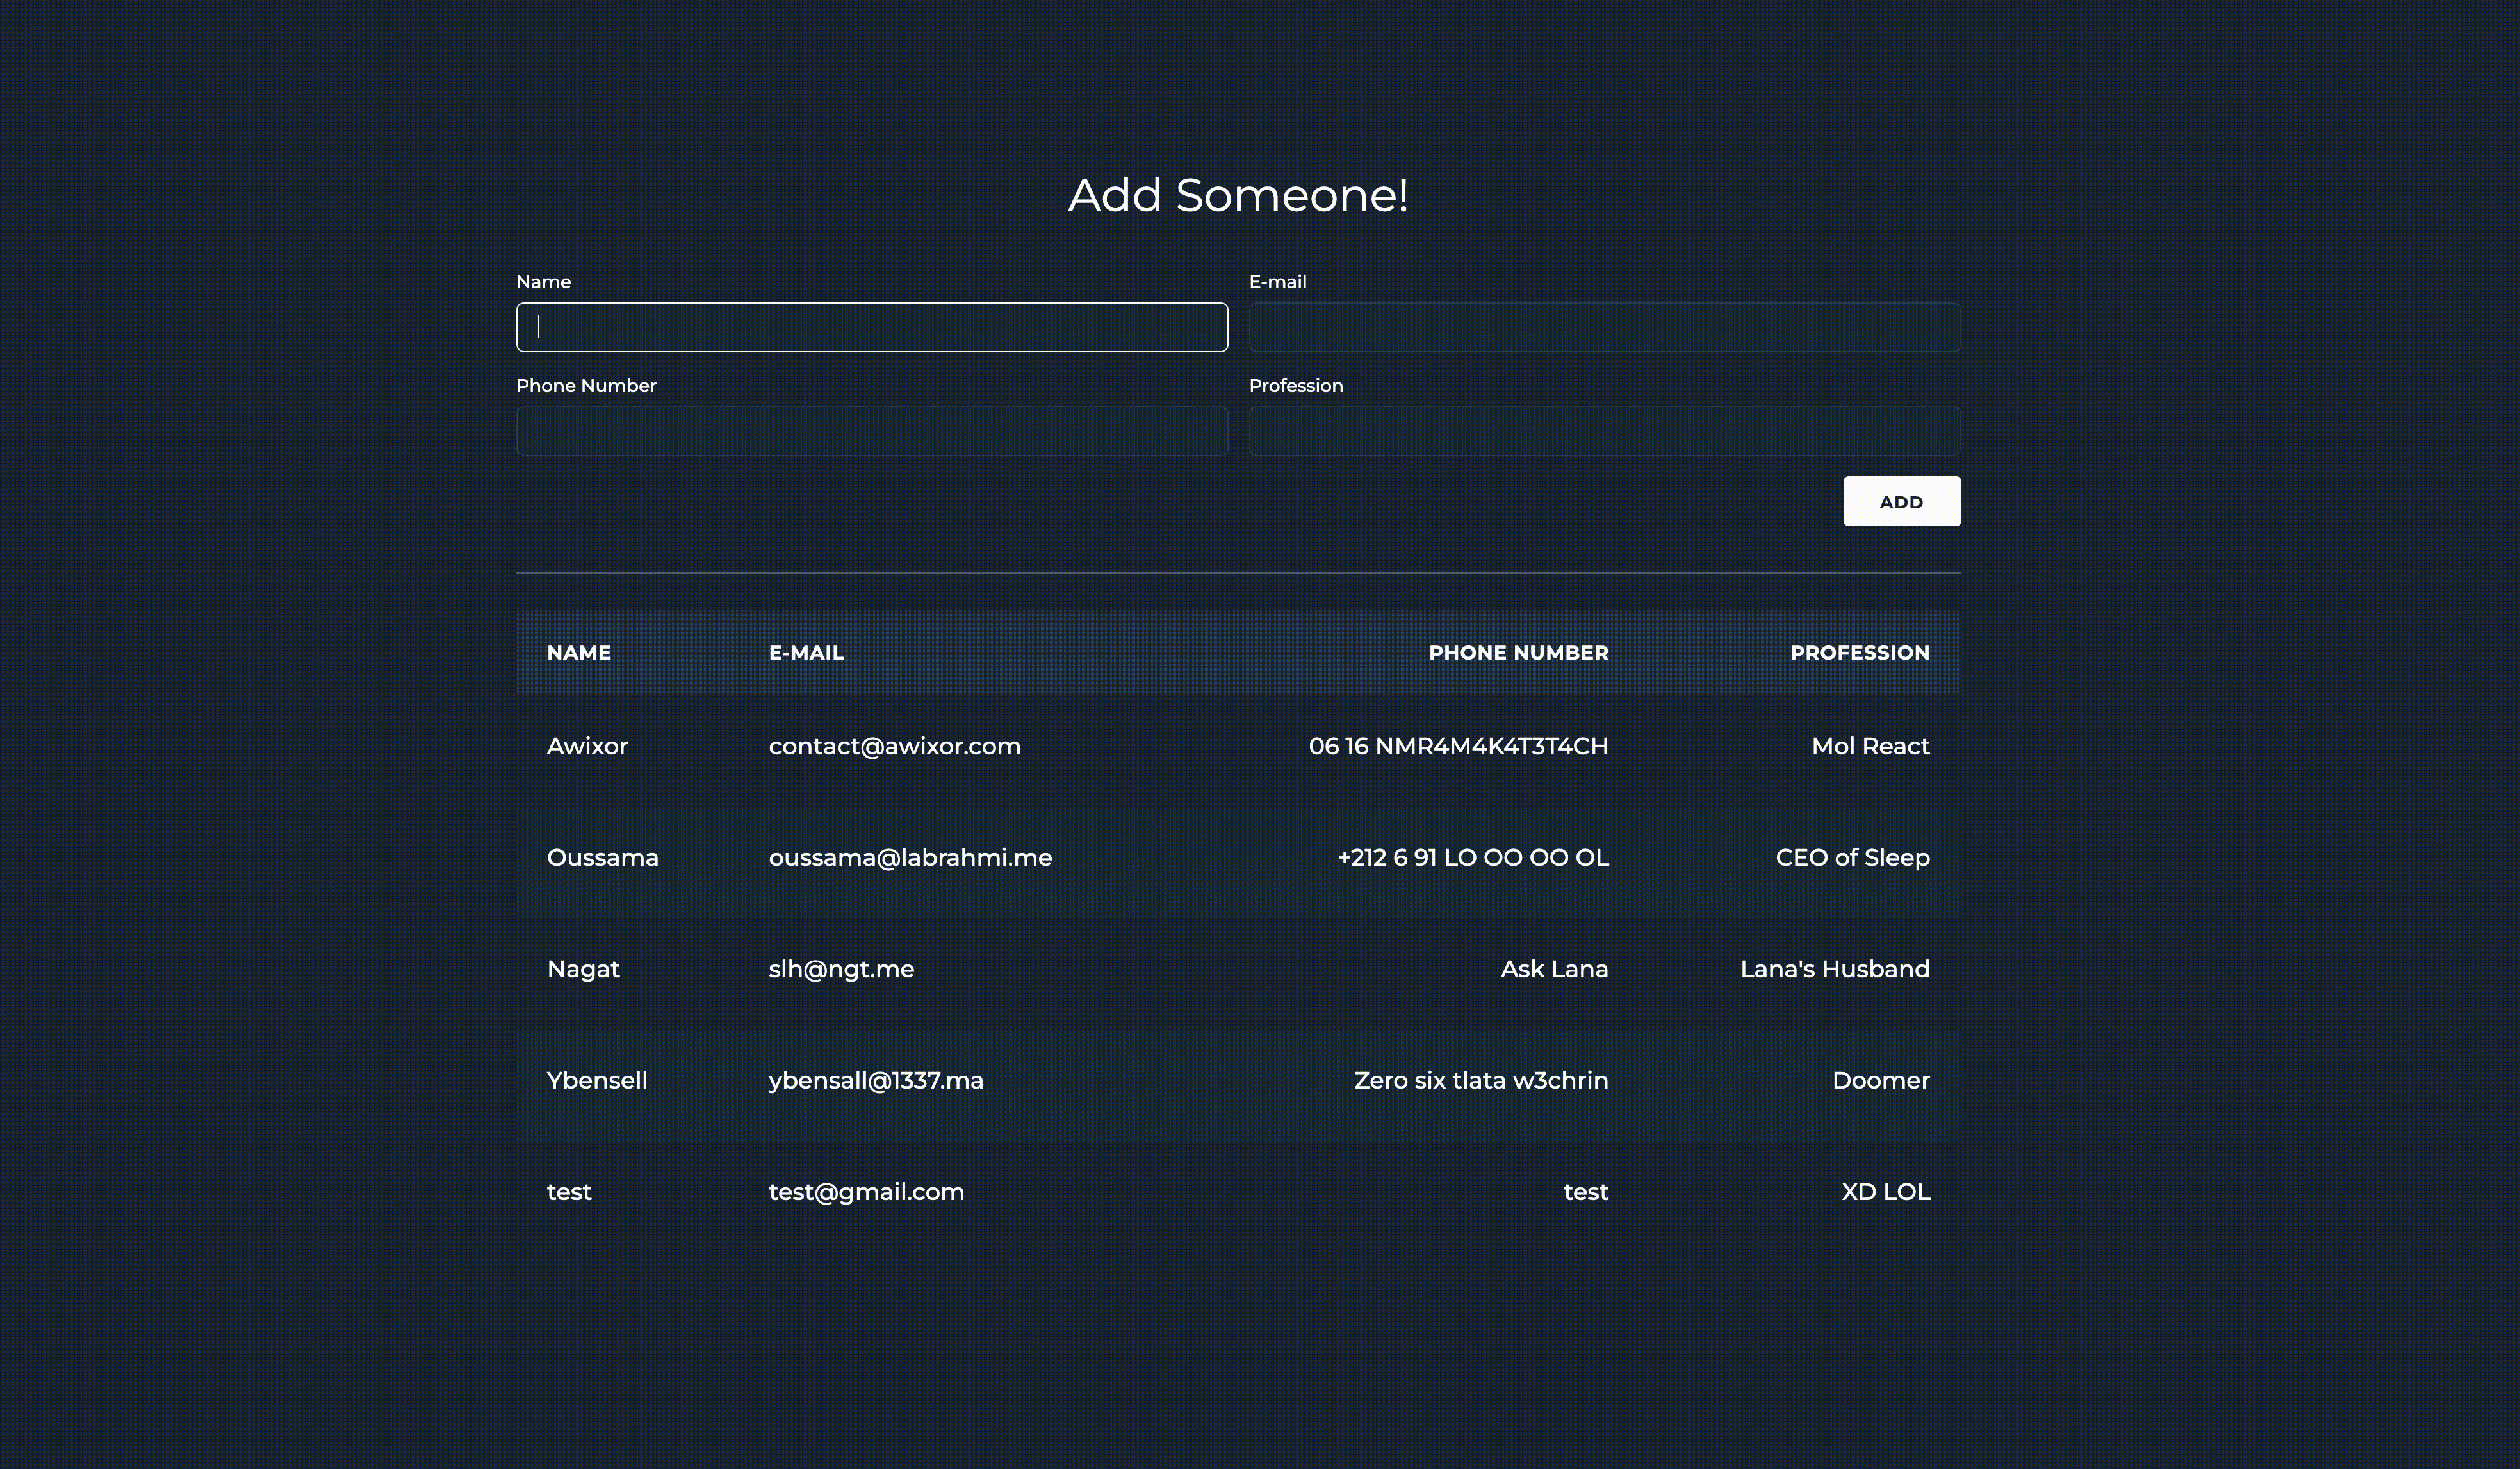 Add Someone!
Name E-mail
Phone Number Profession
ADD
NAME E-MAIL PHONE NUMBER PROFESSION
Awixor contact@awixor.com 06 16 NMR4M4K4T3T4CH Mol React
Oussama oussama@labrahmi.me +212 6 91 LO OO OO OL CEO of Sleep
Nagat slh@ngt.me Ask Lana Lana's Husband
Ybensell ybensall@1337.ma Zero six tlata w3chrin Doomer
test test@gmail.com test XD LOL